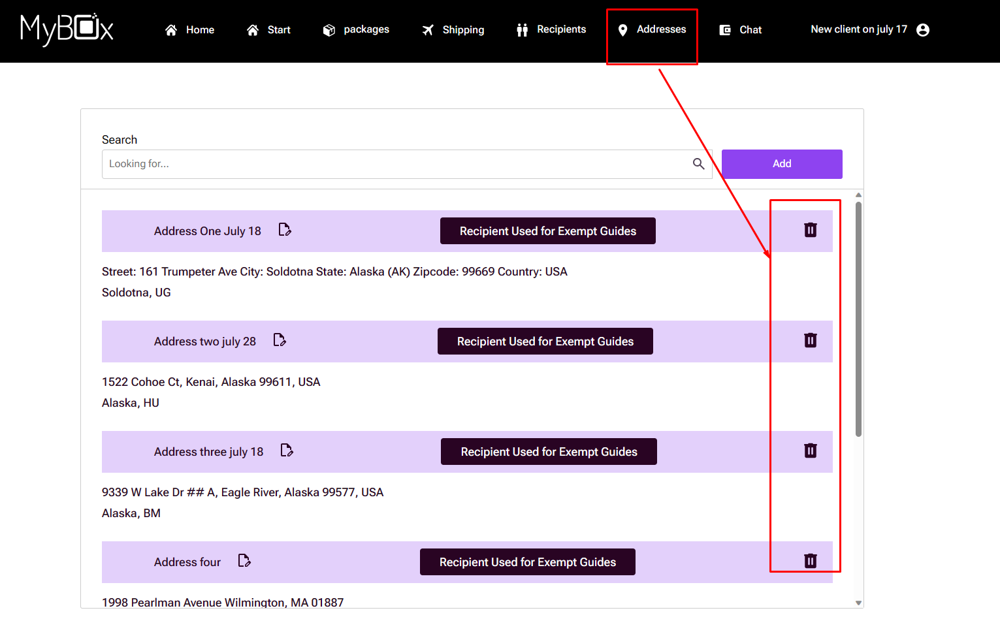 MyBOx
Home
Start
packages
Shipping
Recipients
Addresses
Chat
New client on july 17
Search
Looking for...
Add
Address One July 18
Recipient Used for Exempt Guides
Street: 161 Trumpeter Ave City: Soldotna State: Alaska (AK) Zipcode: 99669 Country: USA
Soldotna, UG
Address two july 28
Recipient Used for Exempt Guides
1522 Cohoe Ct, Kenai, Alaska 99611, USA
Alaska, HU
Address three july 18
Recipient Used for Exempt Guides
9339 W Lake Dr ## A, Eagle River, Alaska 99577, USA
Alaska, BM
Address four
Recipient Used for Exempt Guides
1998 Pearlman Avenue Wilmington, MA 01887